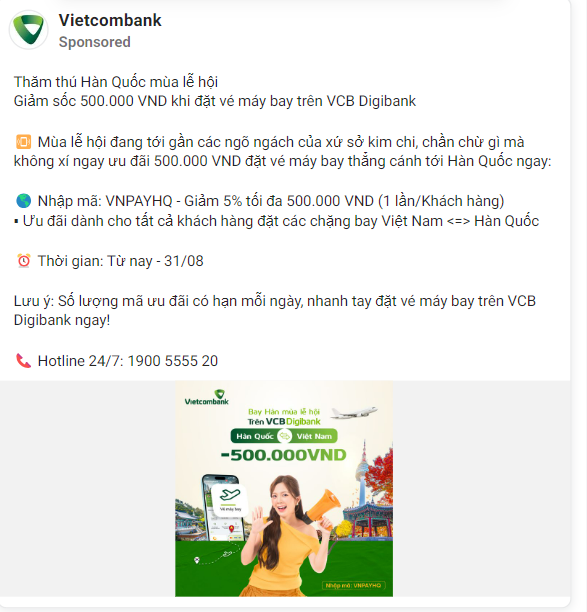 Vietcombank
Sponsored
Thăm thú Hàn Quốc mùa lễ hội
Giảm sốc 500.000 VND khi đặt vé máy bay trên VCB Digibank
Mùa lễ hội đang tới gần các ngõ ngách của xứ sở kim chi, chần chừ gì mà
không xí ngay ưu đãi 500.000 VND đặt vé máy bay thẳng cánh tới Hàn Quốc ngay:
Nhập mã: VNPAYHQ - Giảm 5% tối đa 500.000 VND (1 lần/Khách hàng)
▪ Ưu đãi dành cho tất cả khách hàng đặt các chặng bay Việt Nam <=> Hàn Quốc
Thời gian: Từ nay - 31/08
Lưu ý: Số lượng mã ưu đãi có hạn mỗi ngày, nhanh tay đặt vé máy bay trên VCB
Digibank ngay!
Hotline 24/7: 1900 5555 20
Vietcombank
Bay Hàn mùa lễ hội
Trên VCBDigibank
Hàn Quốc Việt Nam
-500.000VND
Vé máy bay
Nhập mã: VNPAYHQ